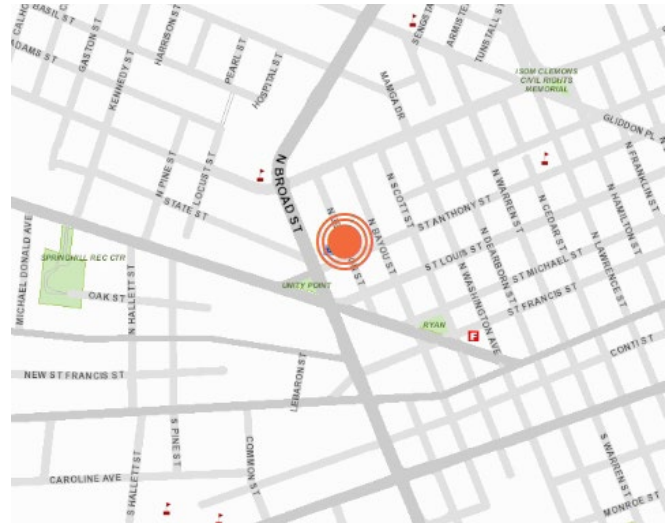 CALHO
BASIL ST
ADAMS ST
GASTON ST
KENNEDY ST
HARRISON ST
PEARL ST
HOSPITAL ST
SENGSTA
ARMISTE
TUNSTALL ST
MANGA DR
ISOM CLEMONS
CIVIL RIGHTS
MEMORIAL
GLIDDON PL
N FRANKLIN ST
N BROAD ST
N PINE ST
LOCUST ST
STATE ST
N SCOTT ST
N BAYOU ST
ST ANTHONY ST
N WARREN ST
N CEDAR ST
N HAMILTON ST
N LAWRENCE ST
MICHAEL DONALD AVE
SPRINGHILL REC CTR
OAK ST
N HALLETT ST
UNITY POINT
ST LOUIS ST
N DEARBORN ST
ST MICHAEL ST
ST FRANCIS ST
N WASHINGTON AVE
RYAN
F
CONTI ST
NEW ST FRANCIS ST
LEBARON ST
S PINE ST
S HALLETT ST
COMMON ST
CAROLINE AVE
S WARREN ST
MONROE ST